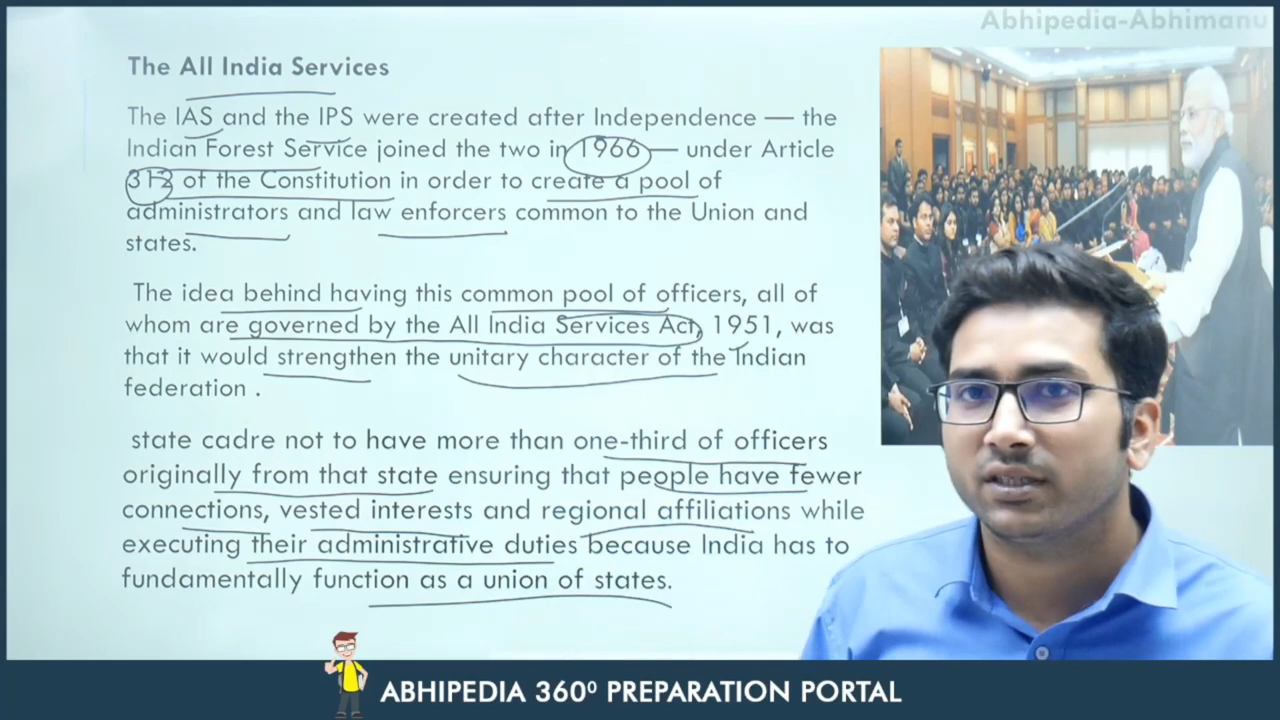 Abhipedia-Abhimanu
The All India Services
The IAS and the IPS were created after Independence — the
Indian Forest Service joined the two in 1966 — under Article
312 of the Constitution in order to create a pool of
administrators and law enforcers common to the Union and
states.
The idea behind having this common pool of officers, all of
whom are governed by the All India Services Act, 1951, was
that it would strengthen the unitary character of the Indian
federation .
state cadre not to have more than one-third of officers
originally from that state ensuring that people have fewer
connections, vested interests and regional affiliations while
executing their administrative duties because India has to
fundamentally function as a union of states.
ABHIPEDIA 360⁰ PREPARATION PORTAL